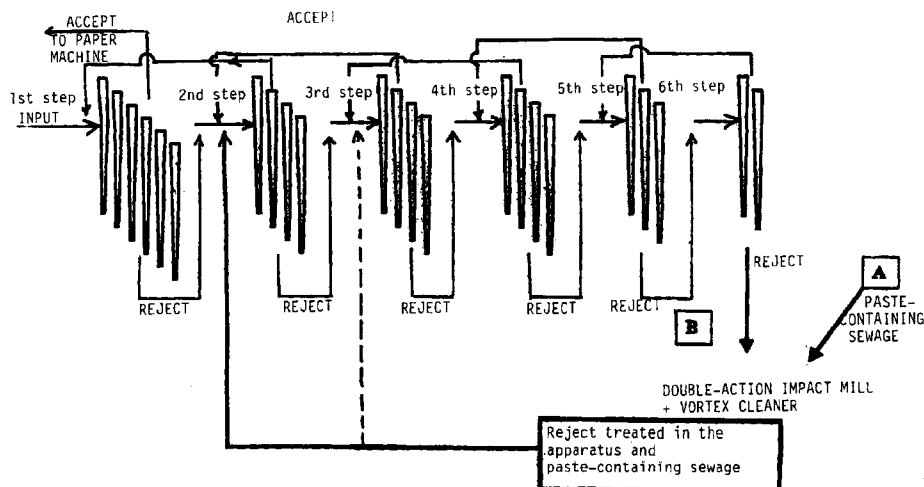 ACCEPT
ACCEPT
TO PAPER
MACHINE
1st step
INPUT
2nd step
3rd step
4th step
5th step
6th step
REJECT
REJECT
REJECT
REJECT
REJECT
REJECT
A
PASTE-
CONTAINING
SEWAGE
B
DOUBLE-ACTION IMPACT MILL
+ VORTEX CLEANER
Reject treated in the
apparatus and
paste-containing sewage